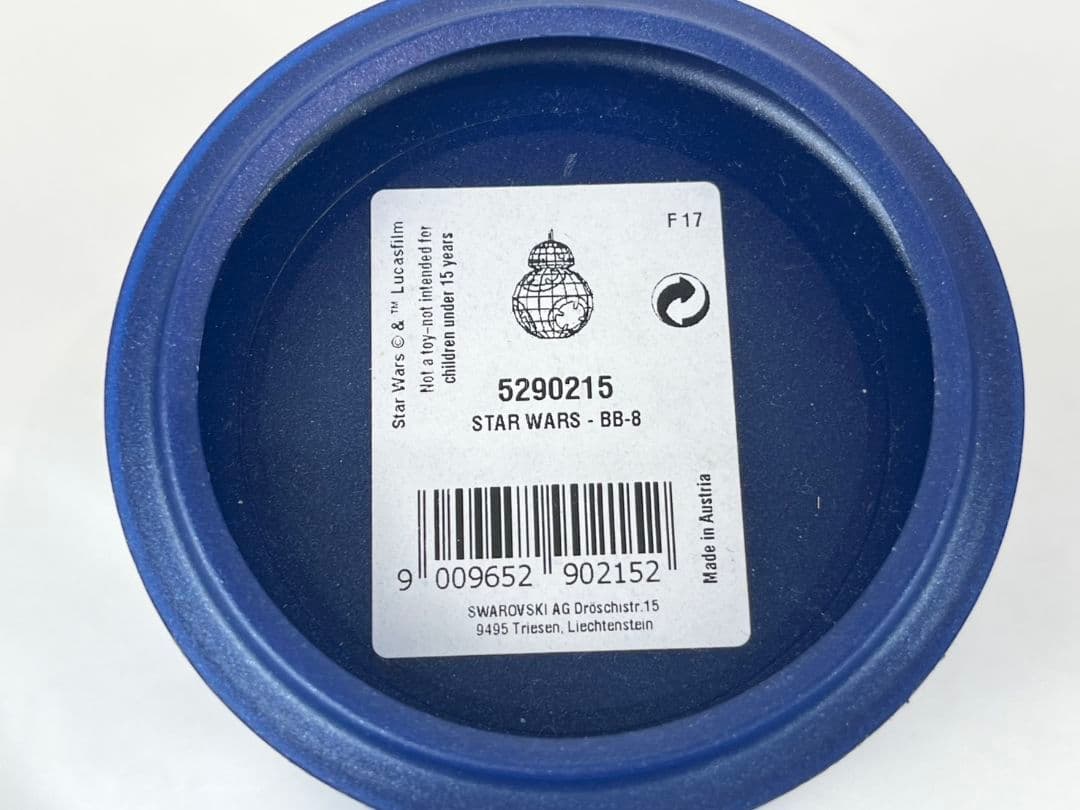 F 17
Star Wars © & ™ Lucasfilm
Not a toy-not intended for
children under 15 years
5290215
STAR WARS - BB-8
Made in Austria
9 009652 902152
SWAROVSKI AG Dröschistr.15
9495 Triesen, Liechtenstein